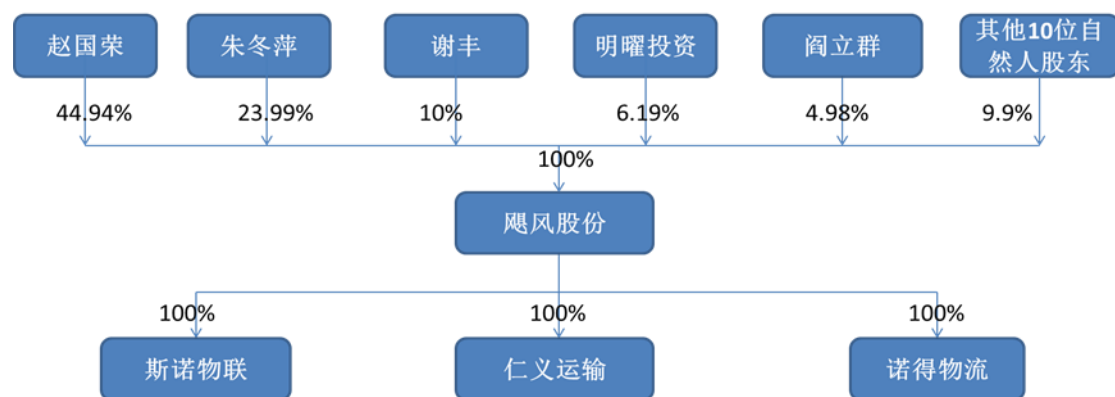 赵国荣
朱冬萍
谢丰
明曜投资
阎立群
其他10位自
然人股东
44.94%
23.99%
10%
6.19%
4.98%
9.9%
100%
飓风股份
100%
100%
100%
斯诺物联
仁义运输
诺得物流